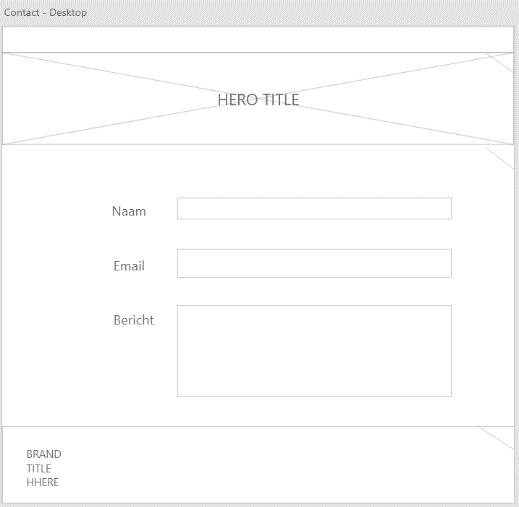 Contact - Desktop
HERO TITLE
Naam
Email
Bericht
BRAND
TITLE
HHERE